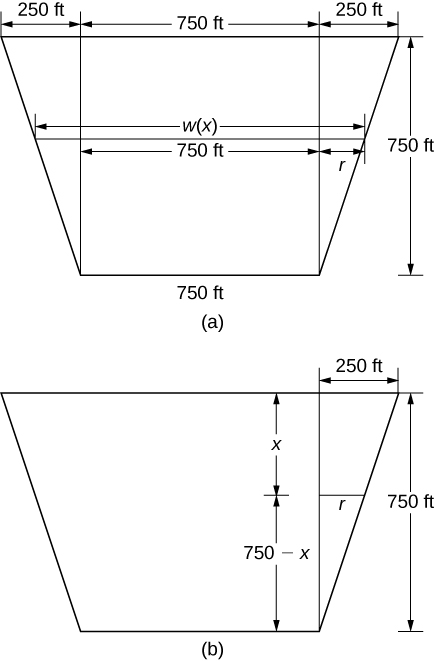 250 ft 750 ft 250 ft
w(x)
750 ft 750 ft
r
750 ft
(a)
250 ft
x
r 750 ft
750 − x
(b)